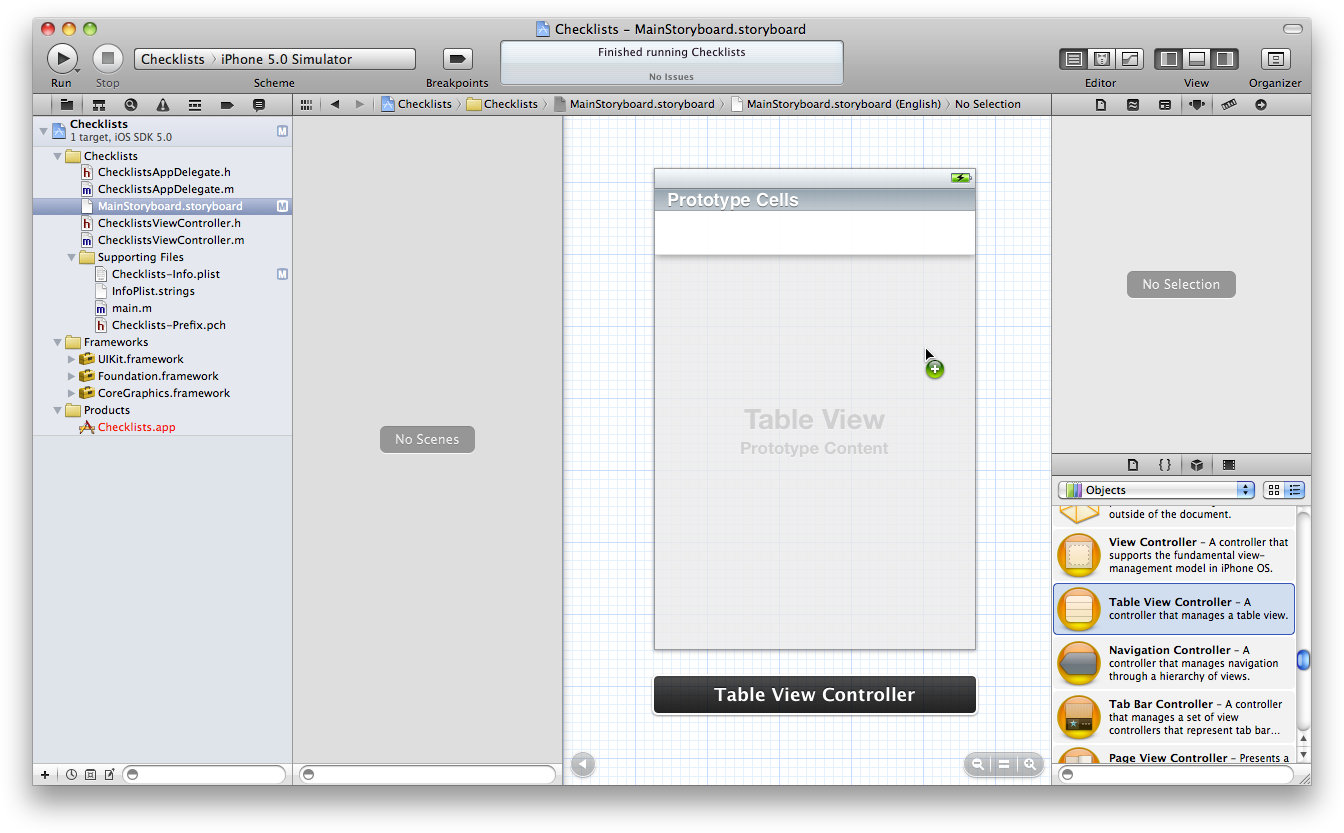 Checklists – MainStoryboard.storyboard
Checklists
iPhone 5.0 Simulator
Finished running Checklists
No Issues
Run
Stop
Scheme
Breakpoints
Editor
View
Organizer
Checklists
Checklists
MainStoryboard.storyboard
MainStoryboard.storyboard (English)
No Selection
Checklists
M
1 target, iOS SDK 5.0
Checklists
h ChecklistsAppDelegate.h
m ChecklistsAppDelegate.m
MainStoryboard.storyboard M
h ChecklistsViewController.h
m ChecklistsViewController.m
Supporting Files
Checklists-Info.plist M
InfoPlist.strings
m main.m
h Checklists-Prefix.pch
Frameworks
UIKit.framework
Foundation.framework
CoreGraphics.framework
Products
Checklists.app
No Scenes
Prototype Cells
Table View
Prototype Content
Table View Controller
No Selection
{ }
Objects
outside of the document.
View Controller – A controller that
supports the fundamental view-
management model in iPhone OS.
Table View Controller – A
controller that manages a table view.
Navigation Controller – A
controller that manages navigation
through a hierarchy of views.
Tab Bar Controller – A controller
that manages a set of view
controllers that represent tab bar...
Page View Controller – Presents a